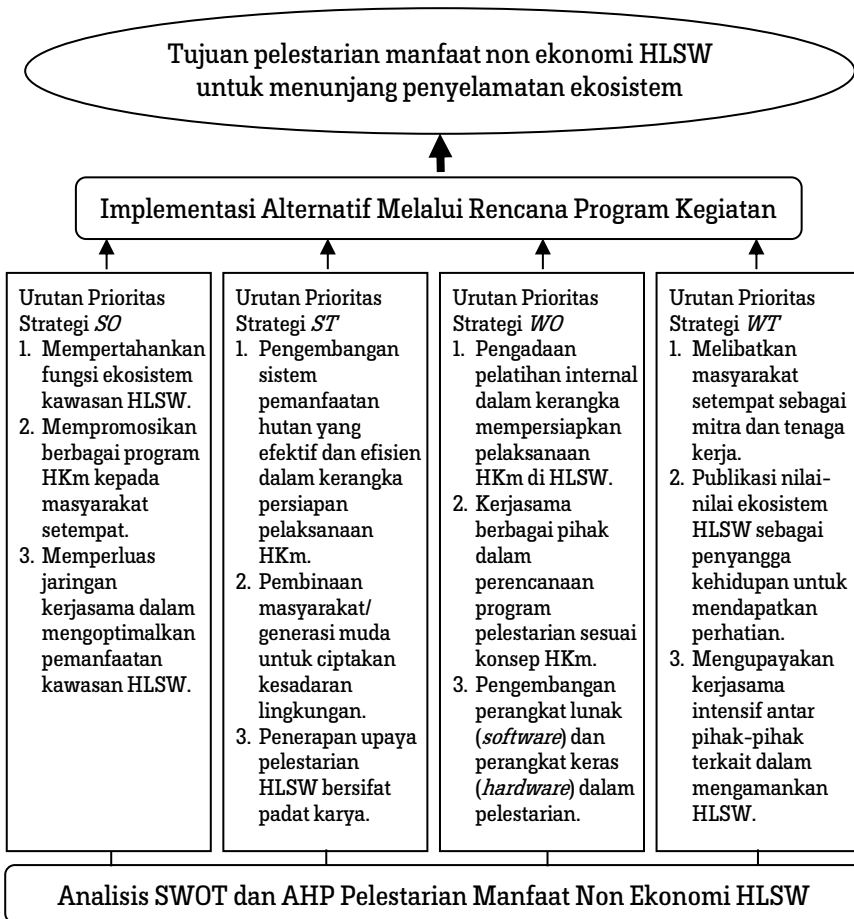 Tujuan pelestarian manfaat non ekonomi HLSW
untuk menunjang penyelamatan ekosistem
Implementasi Alternatif Melalui Rencana Program Kegiatan
Urutan Prioritas
Strategi SO
1. Mempertahankan
fungsi ekosistem
kawasan HLSW.
2. Mempromosikan
berbagai program
HKm kepada
masyarakat
setempat.
3. Memperluas
jaringan
kerjasama dalam
mengoptimalkan
pemanfaatan
kawasan HLSW.
Urutan Prioritas
Strategi ST
1. Pengembangan
sistem
pemanfaatan
hutan yang
efektif dan efisien
dalam kerangka
persiapan
pelaksanaan
HKm.
2. Pembinaan
masyarakat/
generasi muda
untuk ciptakan
kesadaran
lingkungan.
3. Penerapan upaya
pelestarian
HLSW bersifat
padat karya.
Urutan Prioritas
Strategi WO
1. Pengadaan
pelatihan internal
dalam kerangka
mempersiapkan
pelaksanaan
HKm di HLSW.
2. Kerjasama
berbagai pihak
dalam
perencanaan
program
pelestarian sesuai
konsep HKm.
3. Pengembangan
perangkat lunak
(software) dan
perangkat keras
(hardware) dalam
pelestarian.
Urutan Prioritas
Strategi WT
1. Melibatkan
masyarakat
setempat sebagai
mitra dan tenaga
kerja.
2. Publikasi nilai-
nilai ekosistem
HLSW sebagai
penyangga
kehidupan untuk
mendapatkan
perhatian.
3. Mengupayakan
kerjasama
intensif antar
pihak-pihak
terkait dalam
mengamankan
HLSW.
Analisis SWOT dan AHP Pelestarian Manfaat Non Ekonomi HLSW